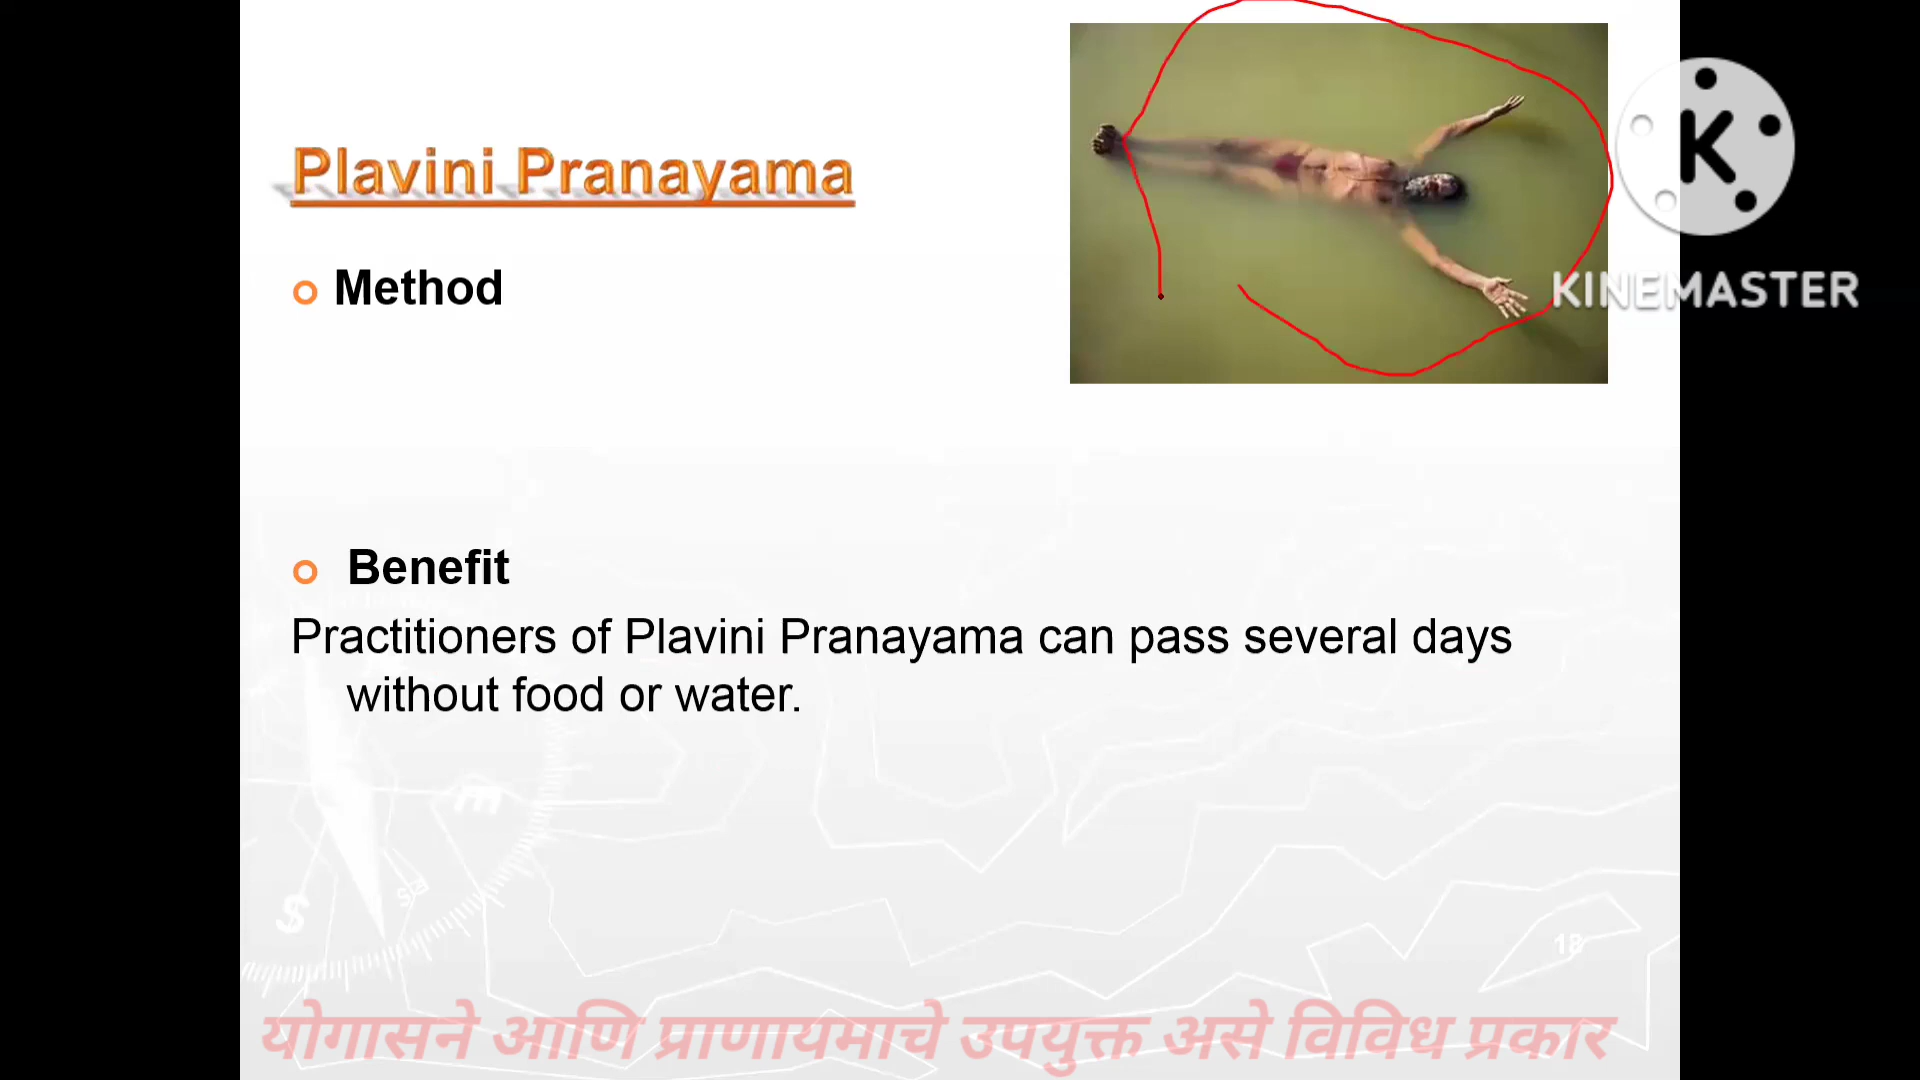 Plavini Pranayama
Method
Benefit
Practitioners of Plavini Pranayama can pass several days
without food or water.
K
KINEMASTER
m
S
18
योगासने आणि प्राणायमाचे उपयुक्त असे विविध प्रकार